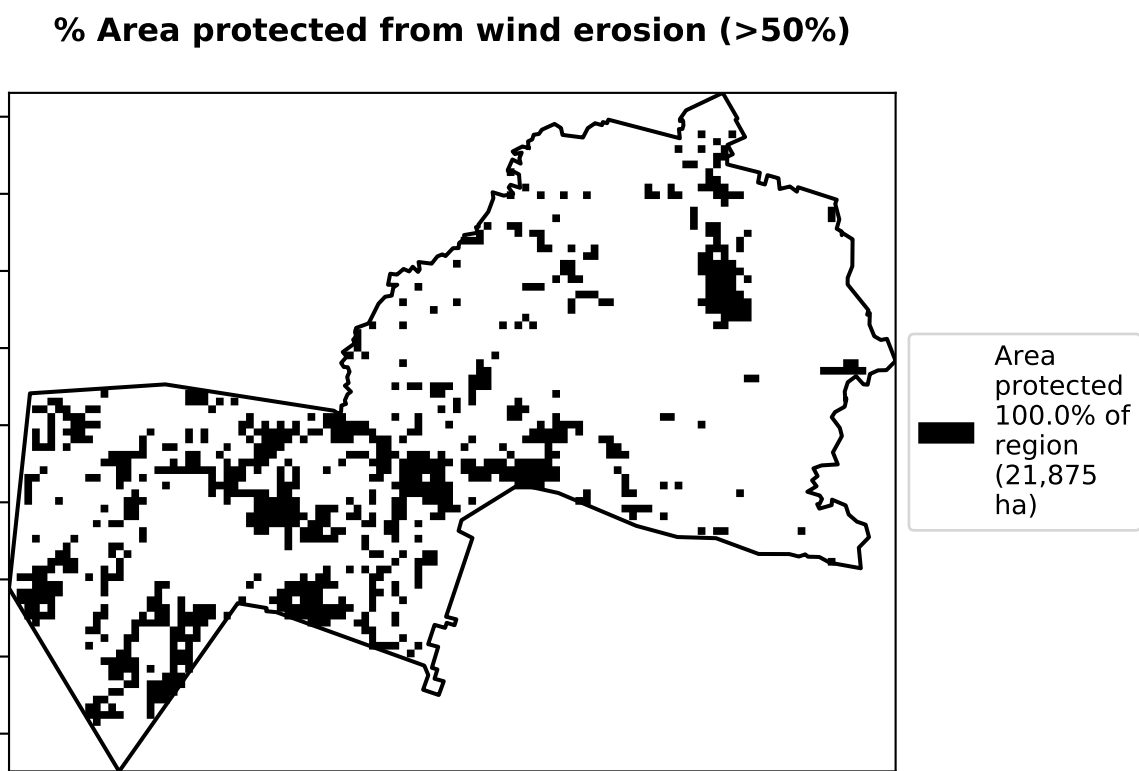 % Area protected from wind erosion (>50%)
Area
protected
100.0% of
region
(21,875
ha)